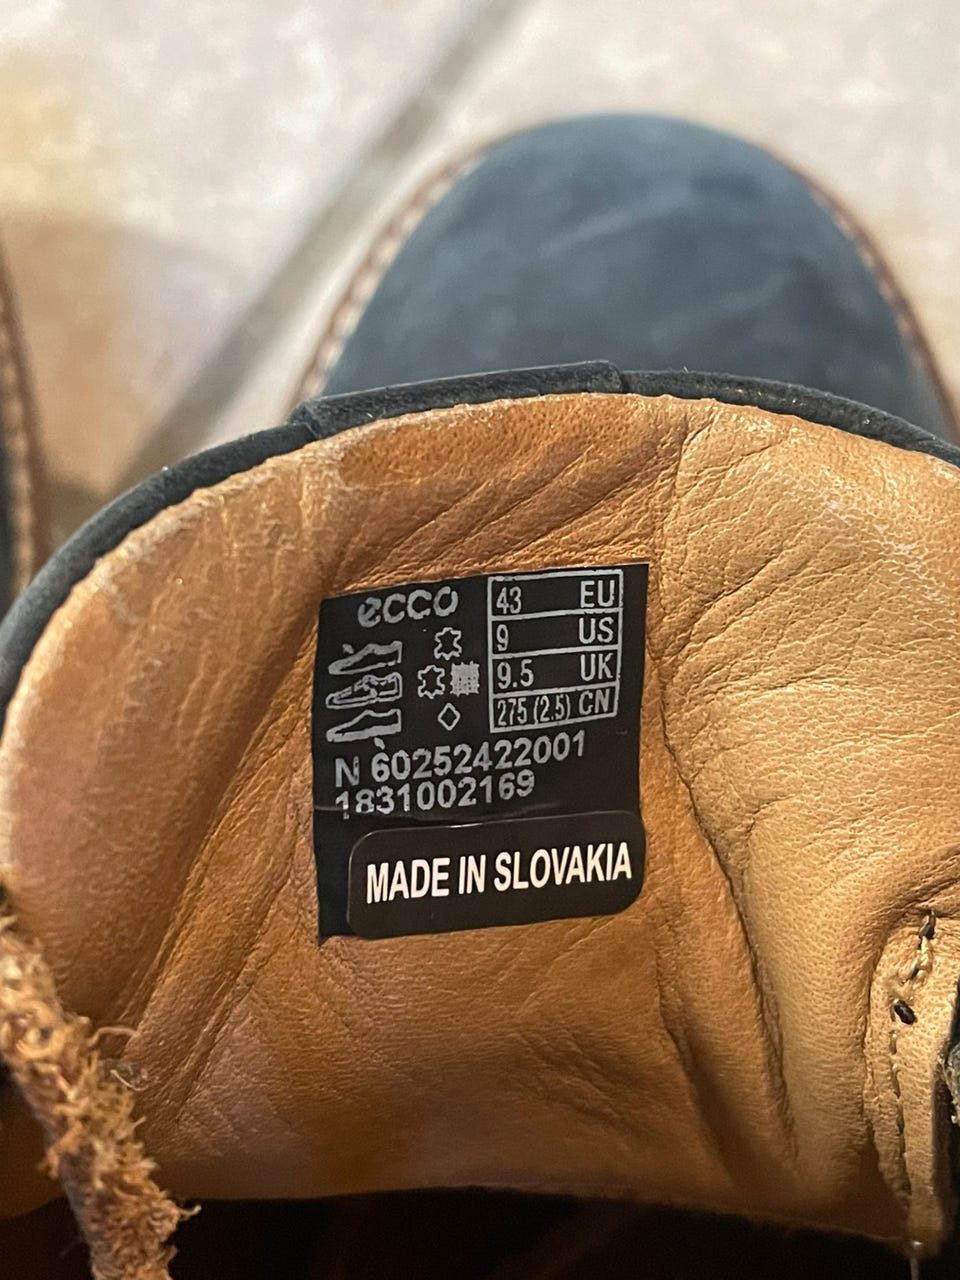 ecco
43 EU
9 US
9.5 UK
275 (2.5) CN
N 60252422001
1831002169
MADE IN SLOVAKIA